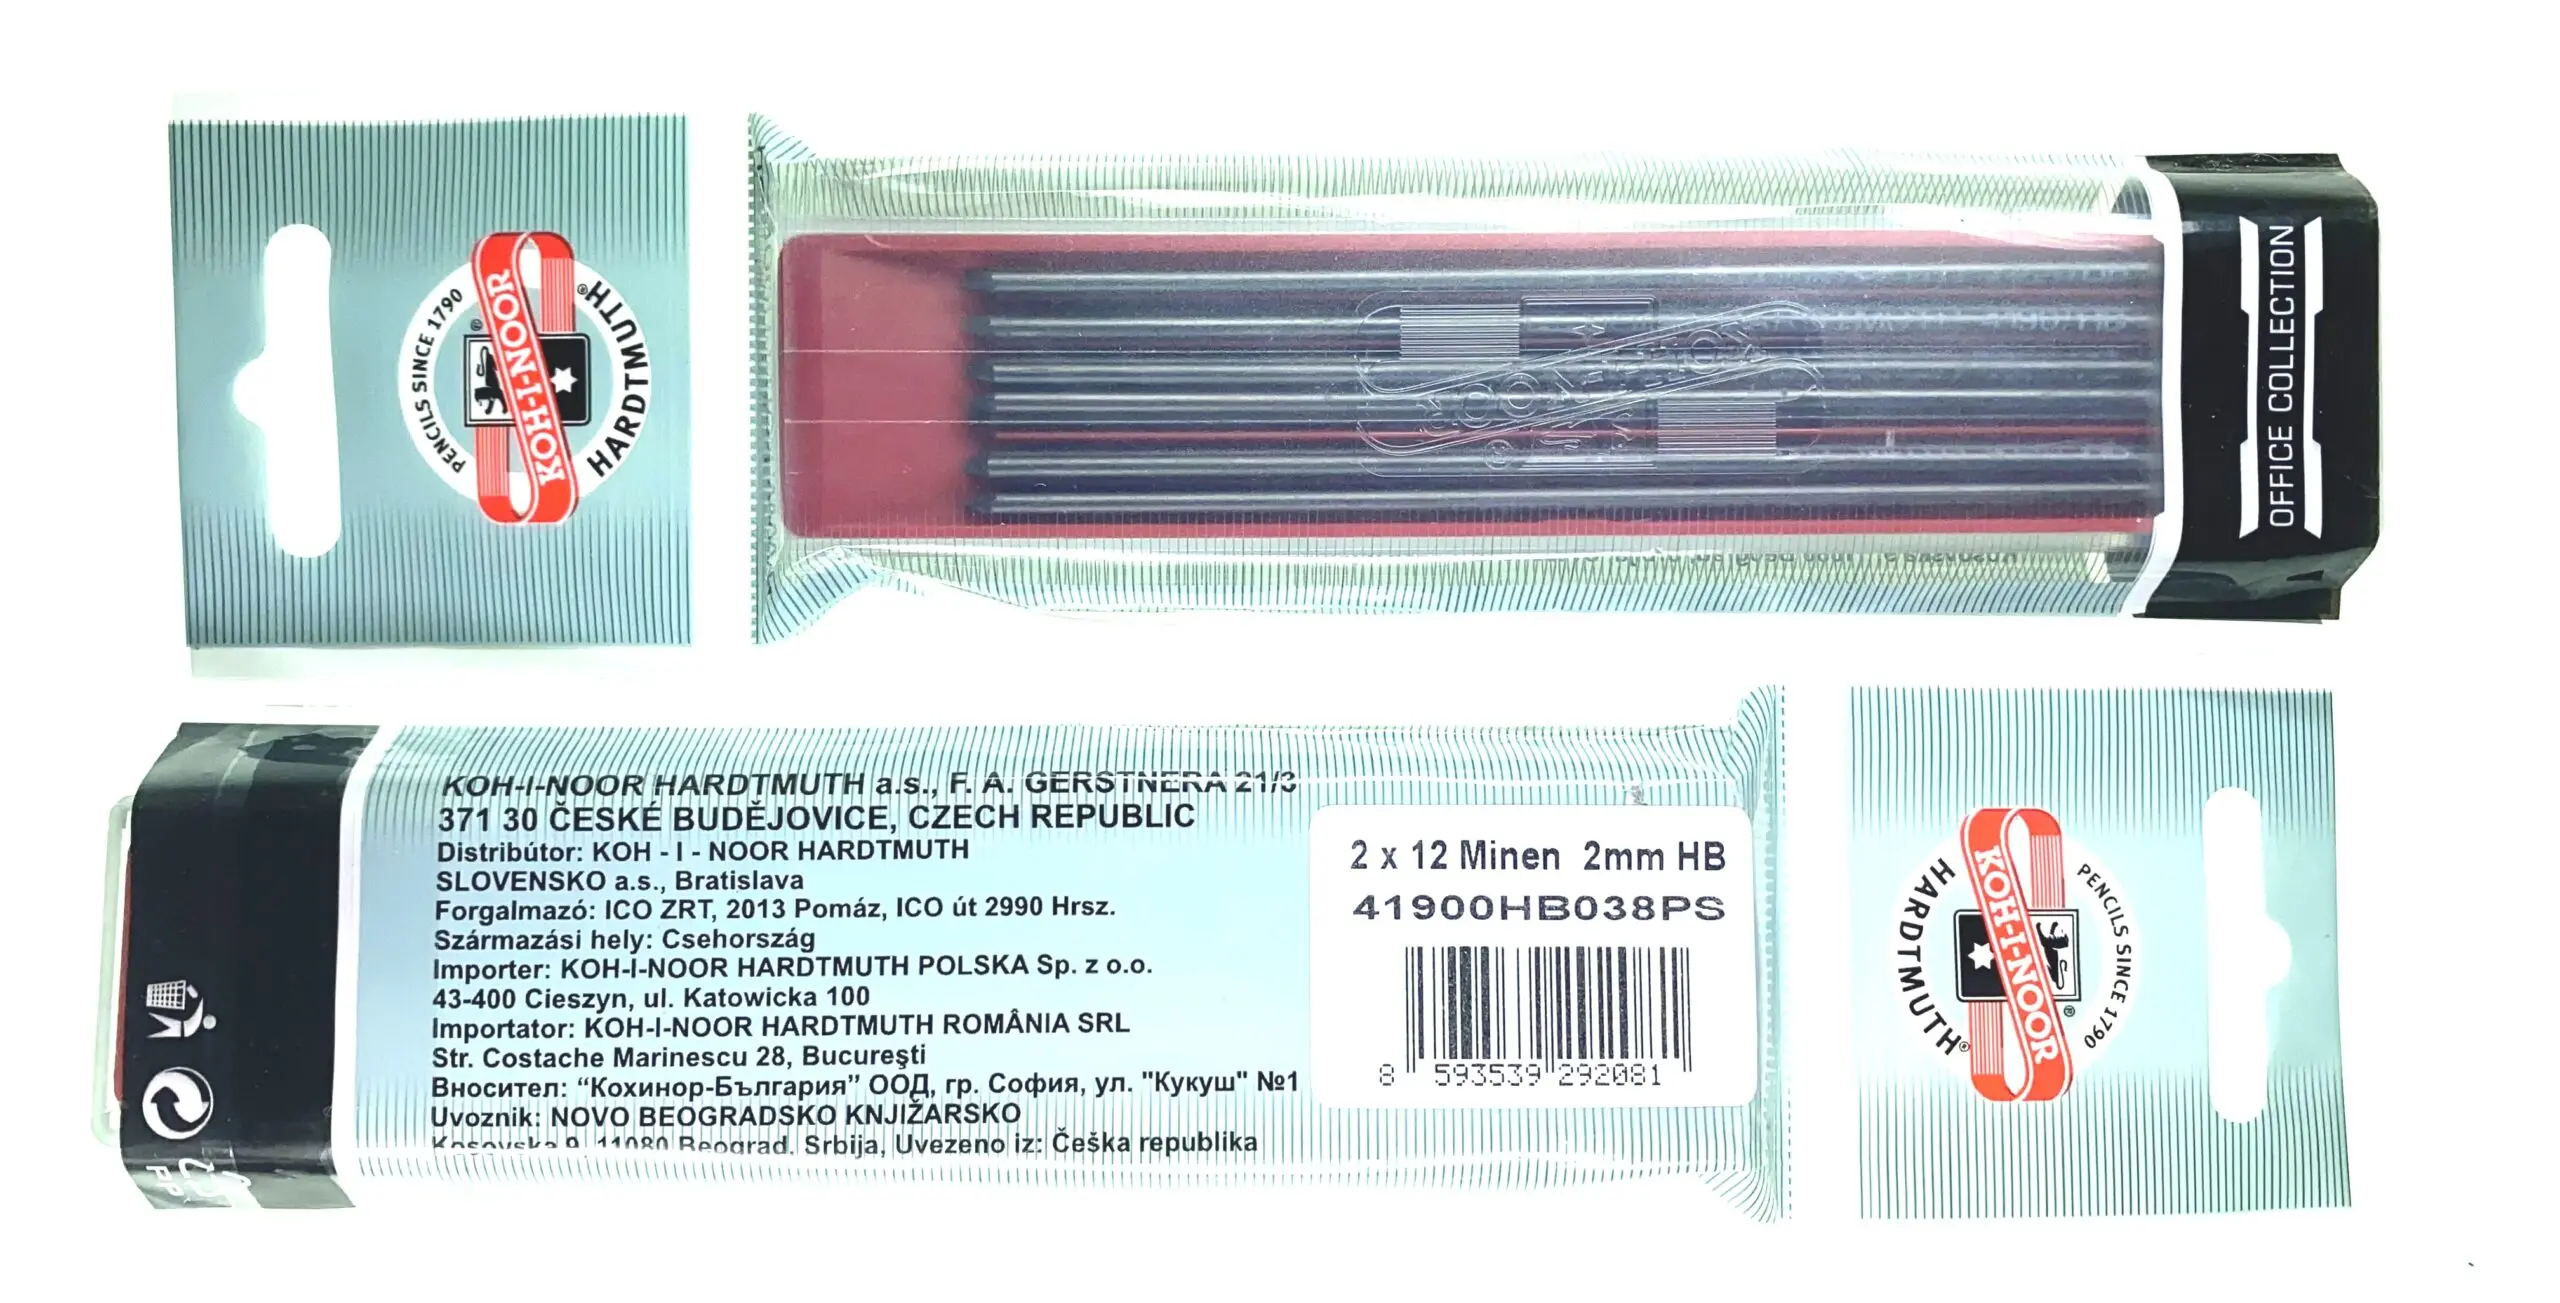 PENCILS SINCE 1790
KOH-I-NOOR®
HARDTMUTH®
KOH-I-NOOR
OFFICE COLLECTION
KOH-I-NOOR HARDTMUTH a.s., F. A. GERSTNERA 21/3
371 30 ČESKÉ BUDĚJOVICE, CZECH REPUBLIC
Distribútor: KOH - I - NOOR HARDTMUTH
SLOVENSKO a.s., Bratislava
Forgalmazó: ICO ZRT, 2013 Pomáz, ICO út 2990 Hrsz.
Származási hely: Csehország
Importer: KOH-I-NOOR HARDTMUTH POLSKA Sp. z o.o.
43-400 Cieszyn, ul. Katowicka 100
Importator: KOH-I-NOOR HARDTMUTH ROMÂNIA SRL
Str. Costache Marinescu 28, Bucureşti
Вносител: “Кохинор-България” ООД, гр. София, ул. "Кукуш" №1
Uvoznik: NOVO BEOGRADSKO KNJIŽARSKO
Kosovska 9, 11080 Beograd, Srbija, Uvezeno iz: Češka republika
PP
2 x 12 Minen 2mm HB
41900HB038PS
8 593539 292081
HARDTMUTH®
KOH-I-NOOR®
PENCILS SINCE 1790